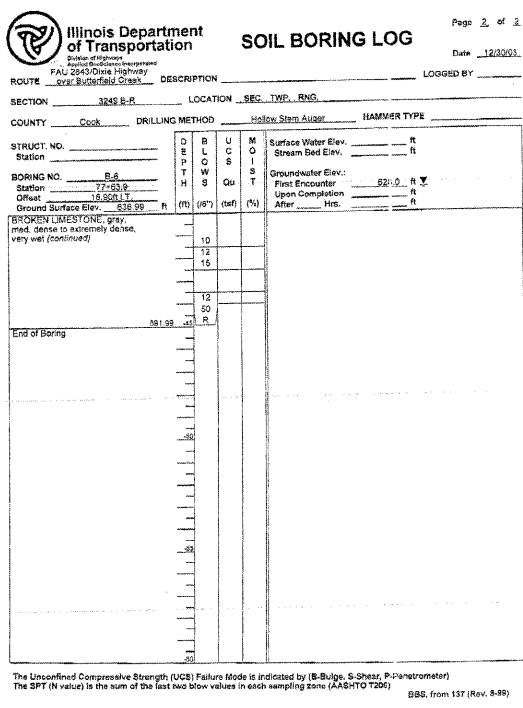 Illinois Department
of Transportation
Division of Highways
Applied GeoScience Incorporated
SOIL BORING LOG
Page 2 of 2
Date 12/30/03
ROUTE FAU 2843/Dixie Highway
over Butterfield Creek DESCRIPTION LOGGED BY
SECTION 3249 B-R LOCATION SEC. TWP. RNG.
COUNTY Cook DRILLING METHOD Hollow Stem Auger HAMMER TYPE
STRUCT. NO.
Station
BORING NO. B-6
Station 77+63.9
Offset 18.90ft LT.
Ground Surface Elev. 636.99 ft
DEPTH (ft)
BLOWS (/6")
UCS Qu (tsf)
MOIST (%)
Surface Water Elev. ft
Stream Bed Elev. ft
Groundwater Elev.:
First Encounter ft ▼
Upon Completion ft
After Hrs. ft
BROKEN LIMESTONE, gray,
med. dense to extremely dense,
very wet (continued)
10
12
15
12
50
591.99 -45 R
End of Boring
-50
-55
-60
The Unconfined Compressive Strength (UCS) Failure Mode is indicated by (B-Bulge, S-Shear, P-Penetrometer)
The SPT (N value) is the sum of the last two blow values in each sampling zone (AASHTO T206)
BBS, from 137 (Rev. 8-99)